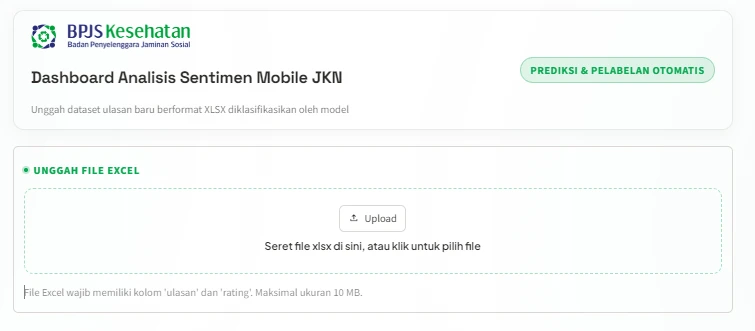 BPJS Kesehatan
Badan Penyelenggara Jaminan Sosial
Dashboard Analisis Sentimen Mobile JKN
PREDIKSI & PELABELAN OTOMATIS
Unggah dataset ulasan baru berformat XLSX diklasifikasikan oleh model
UNGGAH FILE EXCEL
Upload
Seret file xlsx di sini, atau klik untuk pilih file
File Excel wajib memiliki kolom 'ulasan' dan 'rating'. Maksimal ukuran 10 MB.